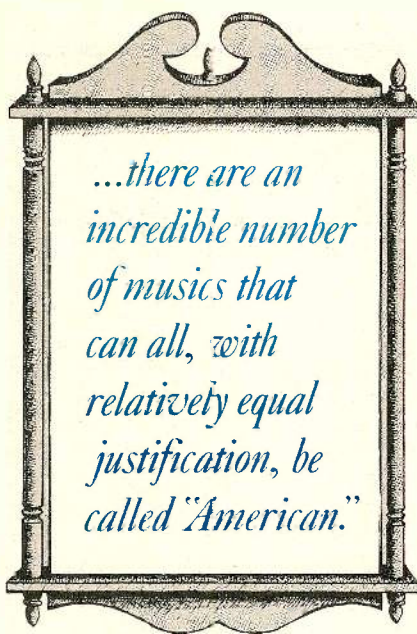 ...there are an
incredible number
of musics that
can all, with
relatively equal
justification, be
called "American."